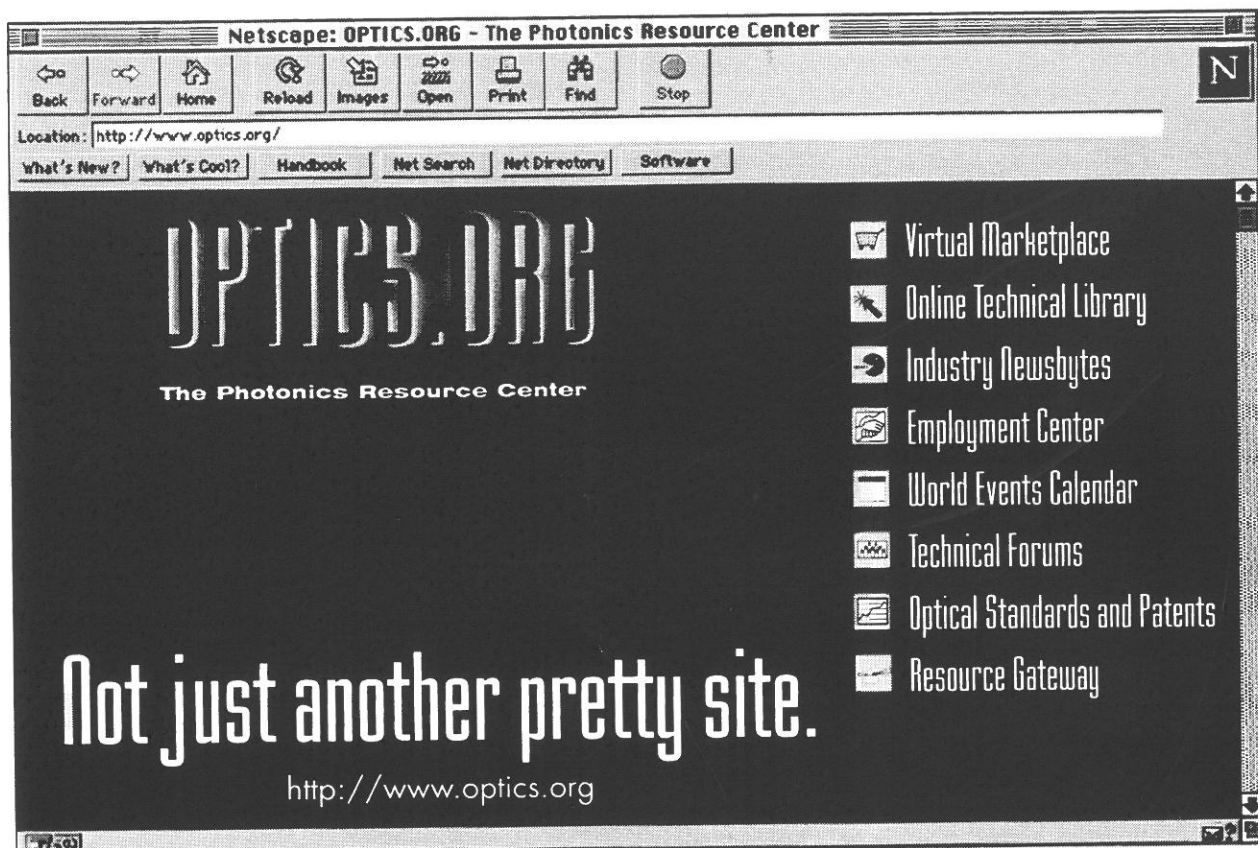 Netscape: OPTICS.ORG - The Photonics Resource Center
Back Forward Home Reload Images Open Print Find Stop
N
Location: http://www.optics.org/
What's New? What's Cool? Handbook Net Search Net Directory Software
OPTICS.ORG
The Photonics Resource Center
Virtual Marketplace
Online Technical Library
Industry Newsbytes
Employment Center
World Events Calendar
Technical Forums
Optical Standards and Patents
Resource Gateway
Not just another pretty site.
http://www.optics.org